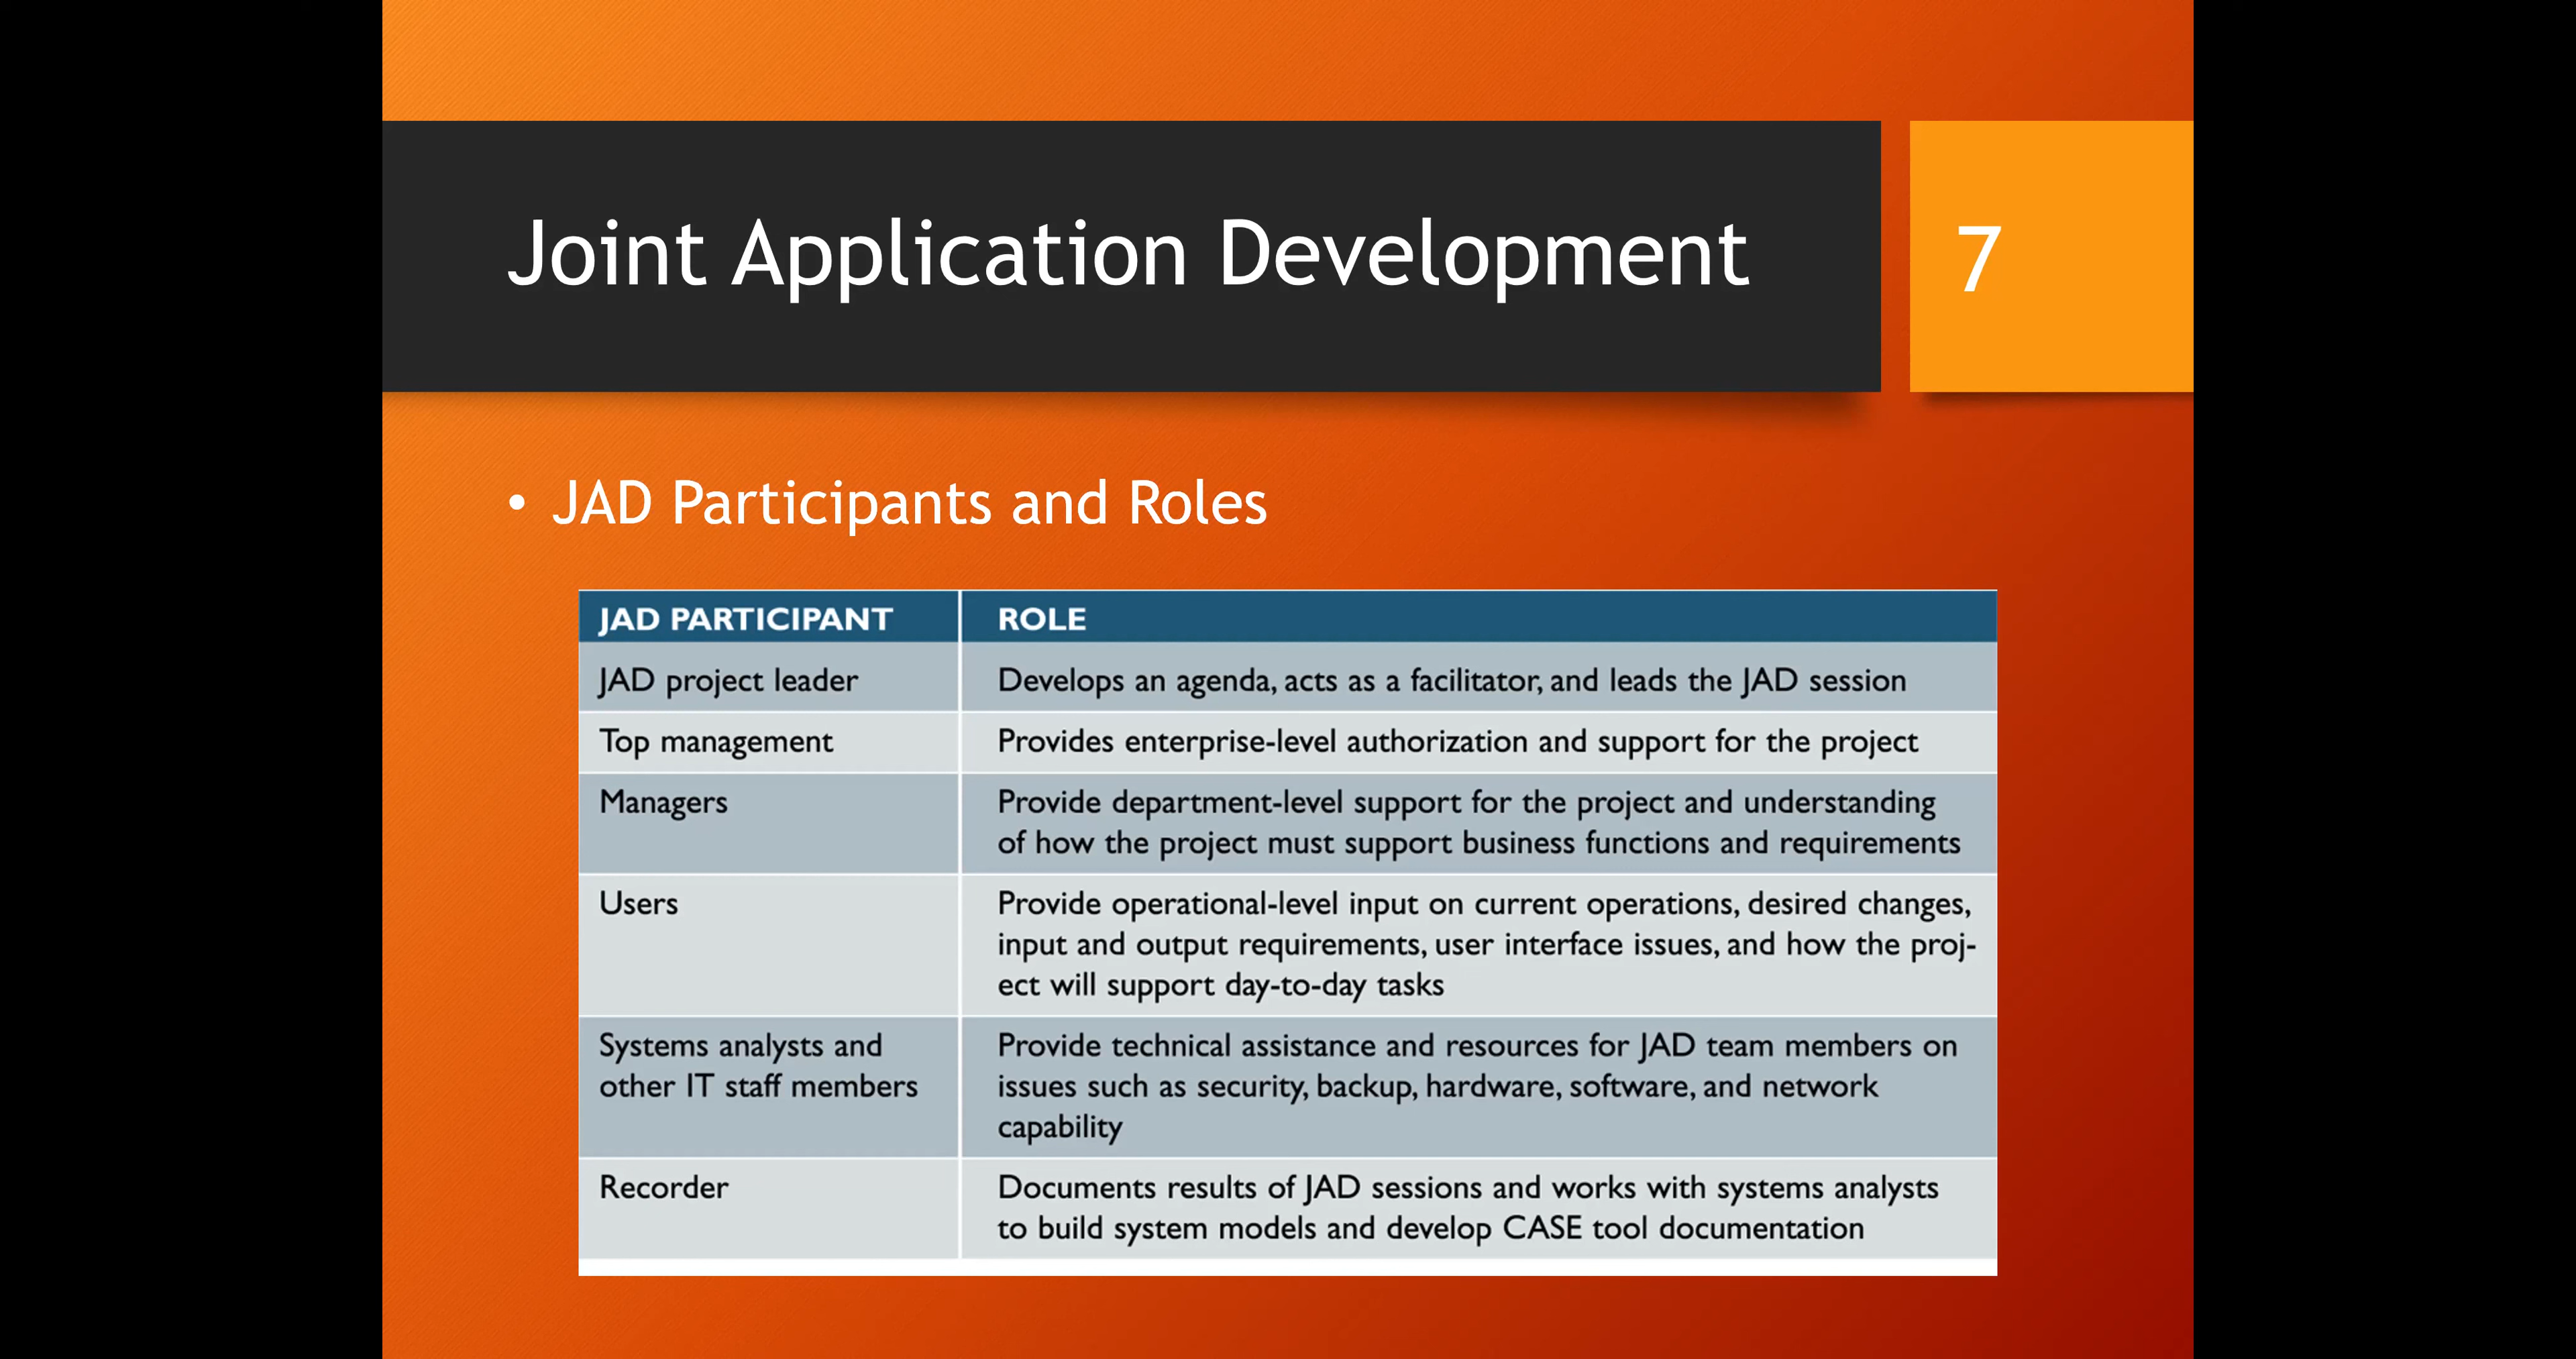 Joint Application Development
7
• JAD Participants and Roles
JAD PARTICIPANT ROLE
JAD project leader Develops an agenda, acts as a facilitator, and leads the JAD session
Top management Provides enterprise-level authorization and support for the project
Managers Provide department-level support for the project and understanding
of how the project must support business functions and requirements
Users Provide operational-level input on current operations, desired changes,
input and output requirements, user interface issues, and how the proj-
ect will support day-to-day tasks
Systems analysts and Provide technical assistance and resources for JAD team members on
other IT staff members issues such as security, backup, hardware, software, and network
capability
Recorder Documents results of JAD sessions and works with systems analysts
to build system models and develop CASE tool documentation